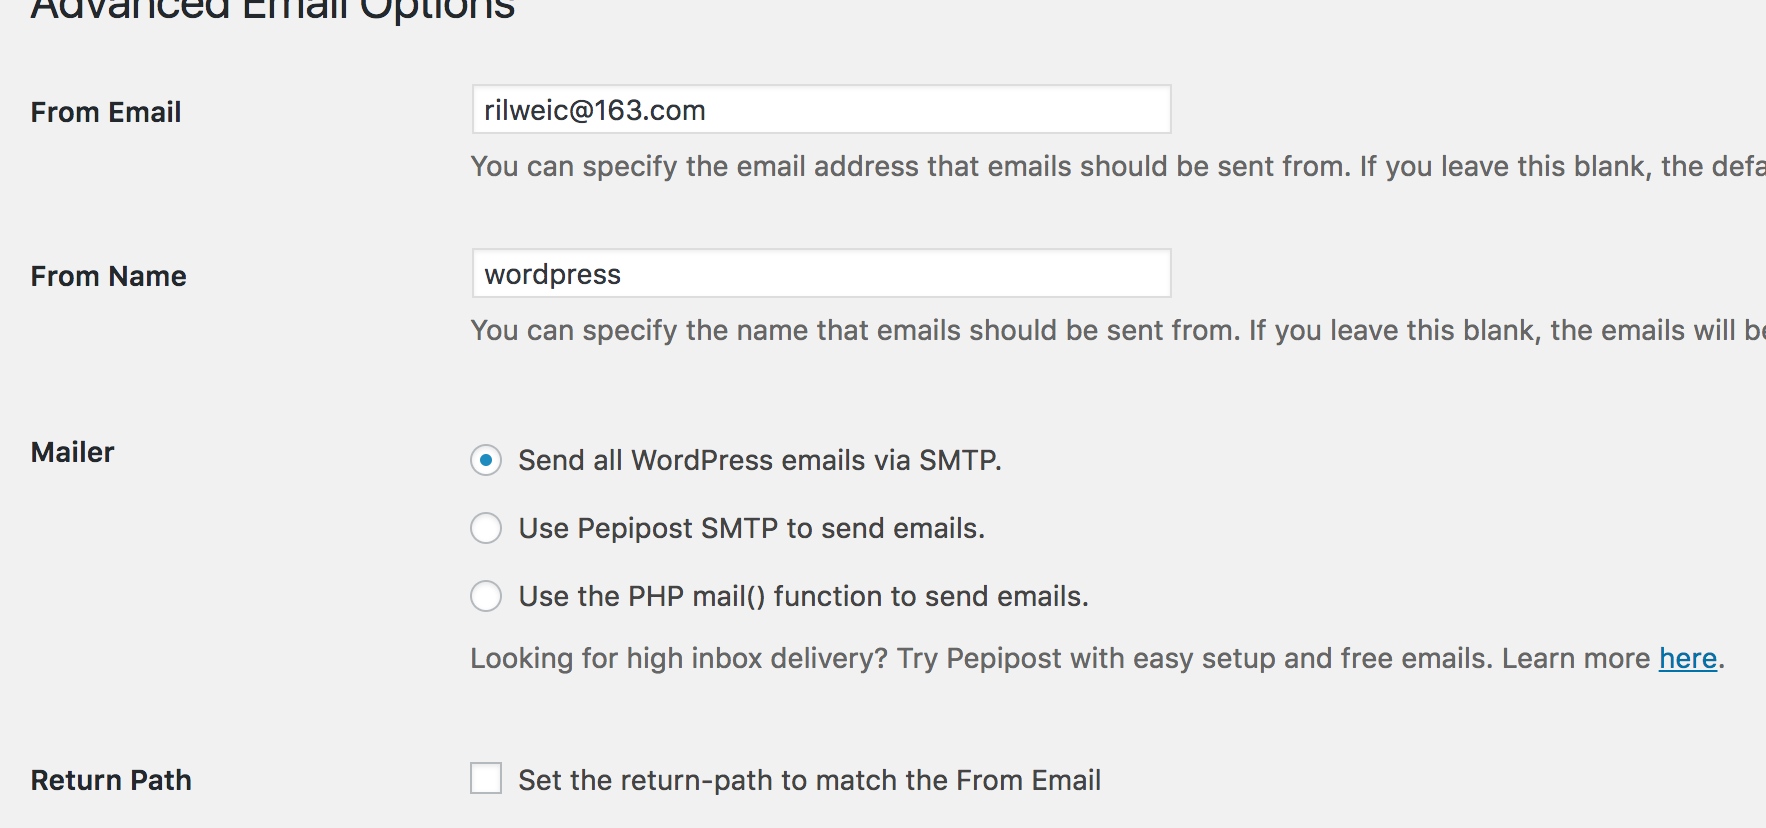 Advanced Email Options
From Email
rilweic@163.com
You can specify the email address that emails should be sent from. If you leave this blank, the defa
From Name
wordpress
You can specify the name that emails should be sent from. If you leave this blank, the emails will be
Mailer
Send all WordPress emails via SMTP.
Use Pepipost SMTP to send emails.
Use the PHP mail() function to send emails.
Looking for high inbox delivery? Try Pepipost with easy setup and free emails. Learn more here.
Return Path
Set the return-path to match the From Email